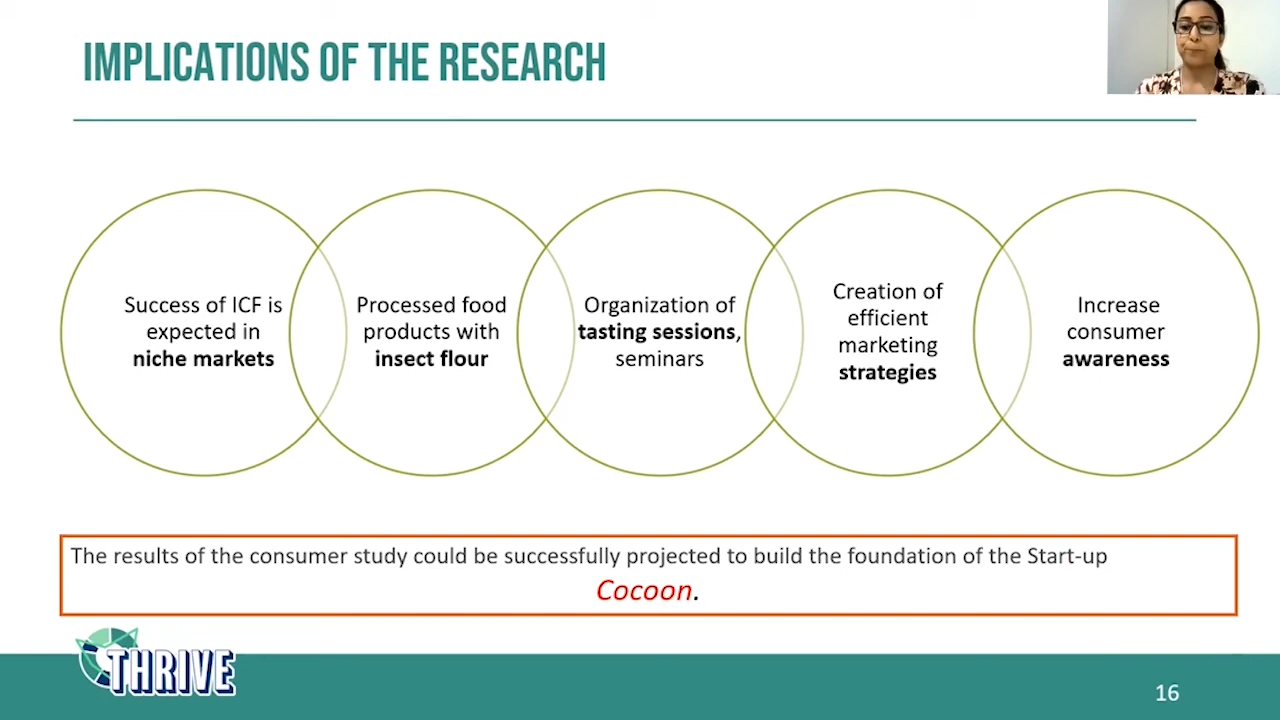 IMPLICATIONS OF THE RESEARCH
Success of ICF is
expected in
niche markets
Processed food
products with
insect flour
Organization of
tasting sessions,
seminars
Creation of
efficient
marketing
strategies
Increase
consumer
awareness
The results of the consumer study could be successfully projected to build the foundation of the Start-up
Cocoon.
THRIVE
16